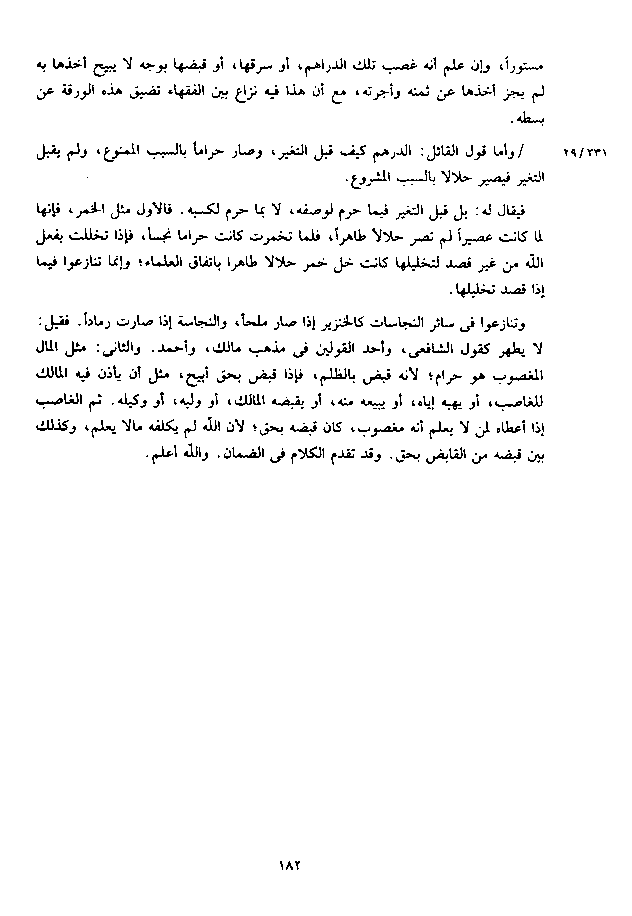 مستوراً، وإن علم أنه غصب تلك الدراهم، أو سرقها، أو قبضها بوجه لا يبيح أخذها به
لم يجز أخذها عن ثمنه وأجرته، مع أن هذا فيه نزاع بين الفقهاء تضيق هذه الورقة عن
بسطه.
٢٩/٣٣١ / وأما قول القائل: الدرهم كيف قبل التغير، وصار حراماً بالسبب الممنوع، ولم يقبل
التغير فيصير حلالا بالسبب المشروع.
فيقال له: بل قبل التغير فيما حرم لوصفه، لا بما حرم لكسبه. فالأول مثل الخمر، فإنها
لما كانت عصيراً لم تصر حلالاً طاهراً، فلما تخمرت كانت حراما نجساً، فإذا تخللت بفعل
الله من غير قصد لتخليلها كانت خل خمر حلالا طاهرا باتفاق العلماء؛ وإنما تنازعوا فيما
إذا قصد تخليلها.
وتنازعوا فى سائر النجاسات كالخنزير إذا صار ملحاً، والنجاسة إذا صارت رماداً. فقيل:
لا يطهر كقول الشافعى، وأحد القولين فى مذهب مالك، وأحمد. والثانى: مثل المال
المغصوب هو حرام؛ لأنه قبض بالظلم، فإذا قبض بحق أبيح، مثل أن يأذن فيه المالك
للغاصب، أو يهبه إياه، أو يبيعه منه، أو يقبضه المالك، أو وليه، أو وكيله. ثم الغاصب
إذا أعطاه لمن لا يعلم أنه مغصوب، كان قبضه بحق؛ لأن الله لم يكلفه مالا يعلم، وكذلك
بين قبضه من القابض بحق. وقد تقدم الكلام فى الضمان. والله أعلم.
١٨٢